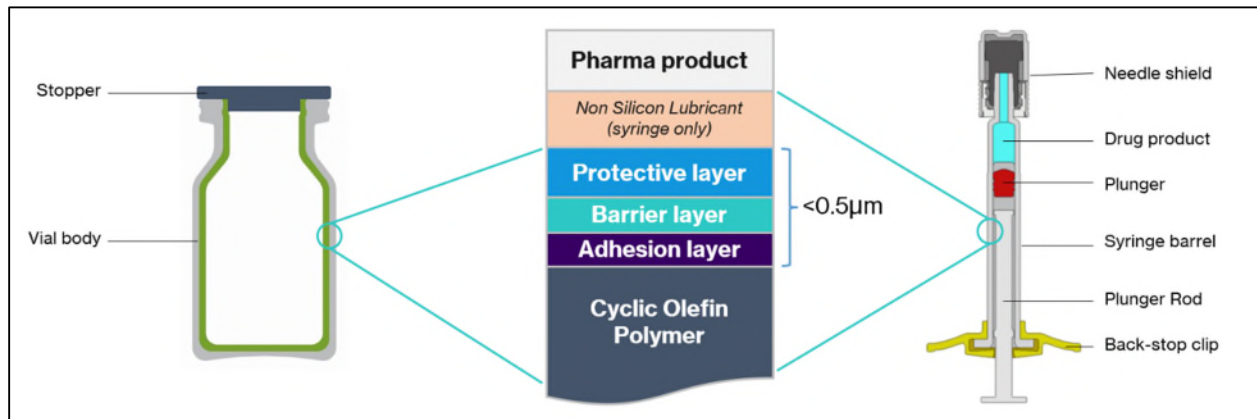 Stopper
Vial body
Pharma product
Non Silicon Lubricant
(syringe only)
Protective layer
Barrier layer
Adhesion layer
<0.5μm
Cyclic Olefin
Polymer
Needle shield
Drug product
Plunger
Syringe barrel
Plunger Rod
Back-stop clip